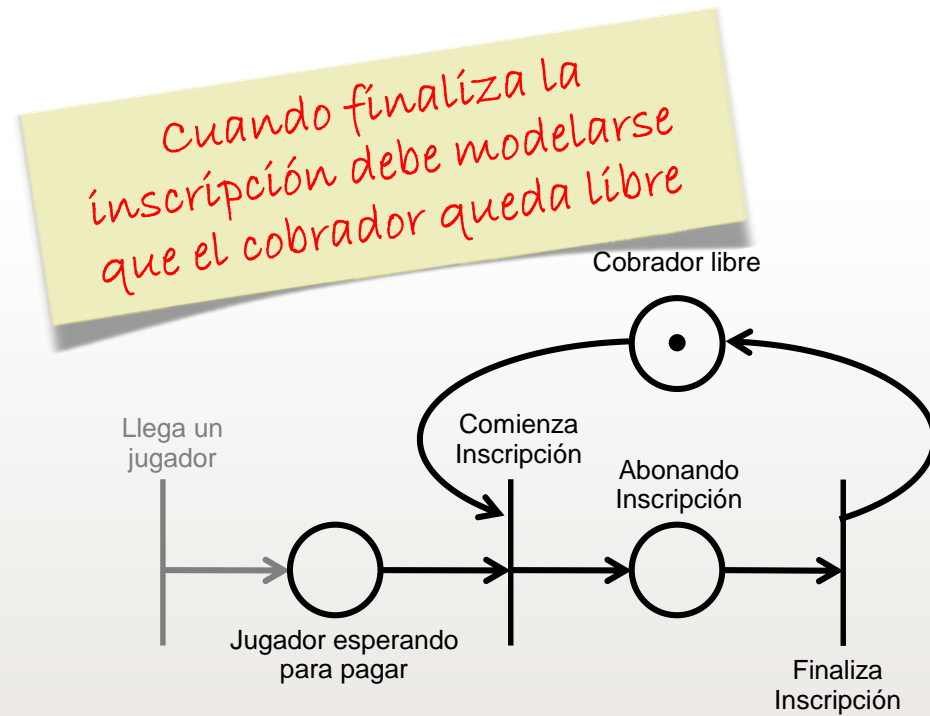 Cuando finaliza la
inscripción debe modelarse
que el cobrador queda libre
Cobrador libre
Llega un
jugador
Comienza
Inscripción
Abonando
Inscripción
Jugador esperando
para pagar
Finaliza
Inscripción